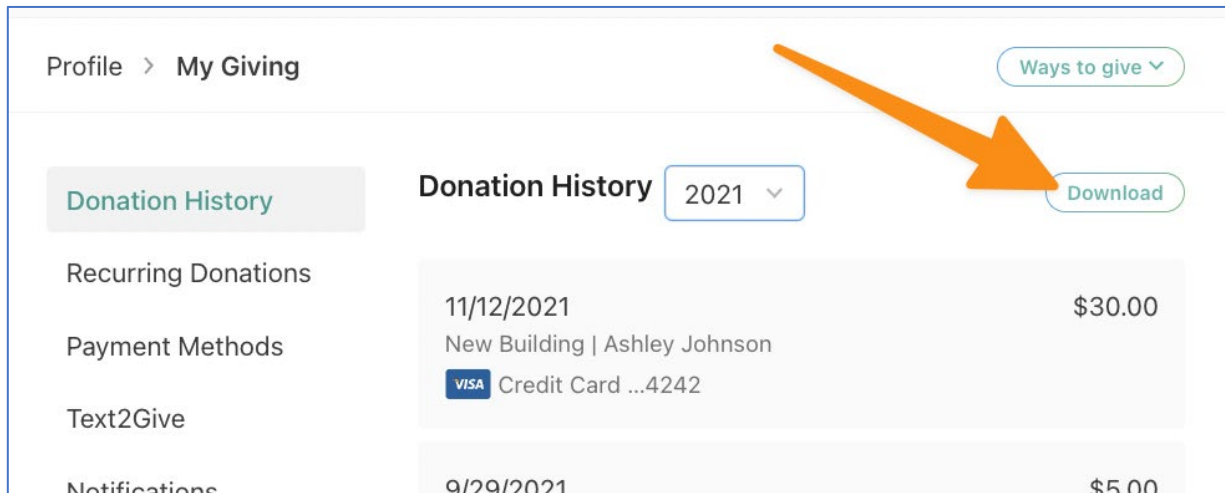 Profile > My Giving
Ways to give
Donation History
Recurring Donations
Payment Methods
Text2Give
Notifications
Donation History 2021
Download
11/12/2021 $30.00
New Building | Ashley Johnson
VISA Credit Card ...4242
9/29/2021 $5.00